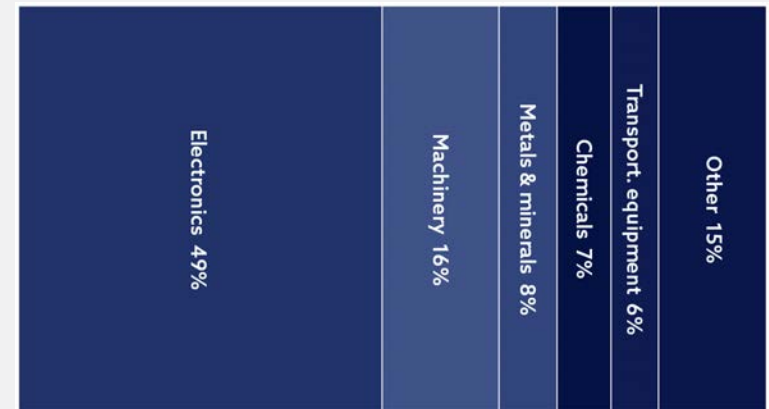 Electronics 49%
Machinery 16%
Metals & minerals 8%
Chemicals 7%
Transport. equipment 6%
Other 15%